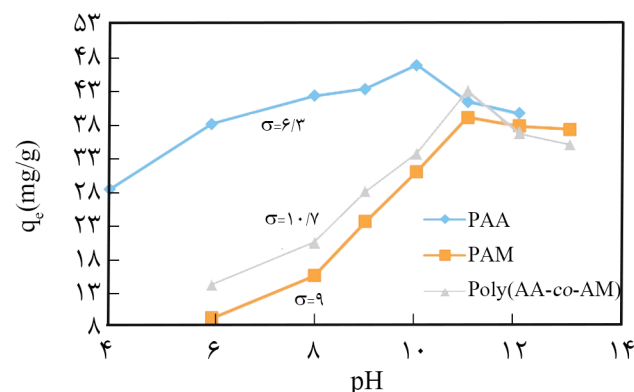 ۵۳
۴۸
۴۳
۳۸
۳۳
۲۸
۲۳
۱۸
۱۳
۸
qe(mg/g)
σ=۶/۳
σ=۱۰/۷
σ=۹
PAA
PAM
Poly(AA-co-AM)
۴ ۶ ۸ ۱۰ ۱۲ ۱۴
pH